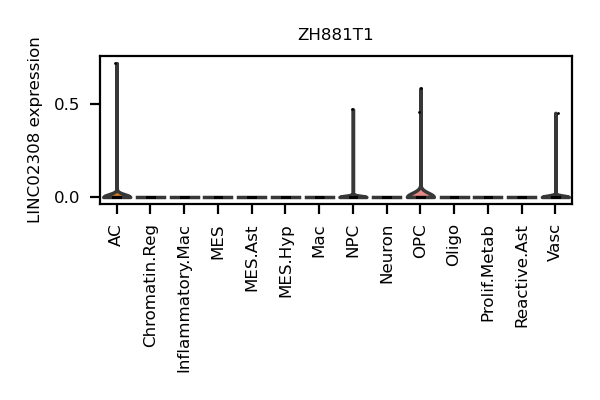 ZH881T1
LINC02308 expression
0.5
0.0
AC
Chromatin.Reg
Inflammatory.Mac
MES
MES.Ast
MES.Hyp
Mac
NPC
Neuron
OPC
Oligo
Prolif.Metab
Reactive.Ast
Vasc